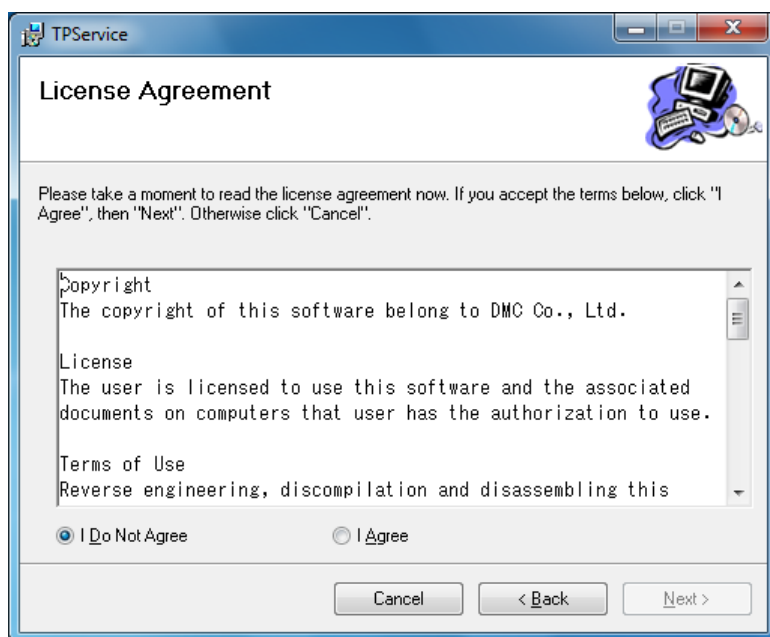 TPService
License Agreement
Please take a moment to read the license agreement now. If you accept the terms below, click "I
Agree", then "Next". Otherwise click "Cancel".
Copyright
The copyright of this software belong to DMC Co., Ltd.
License
The user is licensed to use this software and the associated
documents on computers that user has the authorization to use.
Terms of Use
Reverse engineering, discompilation and disassembling this
I Do Not Agree
I Agree
Cancel
< Back
Next >